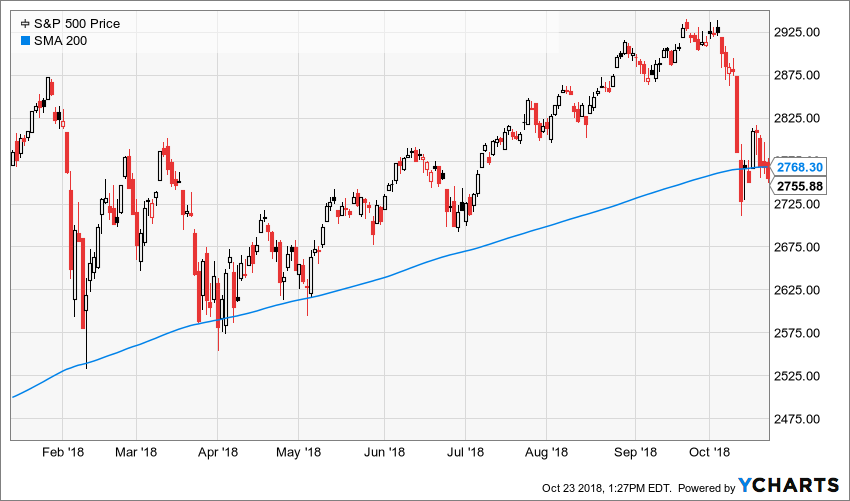 S&P 500 Price
SMA 200
2925.00
2875.00
2825.00
2768.30
2755.88
2725.00
2675.00
2625.00
2575.00
2525.00
2475.00
Feb '18 Mar '18 Apr '18 May '18 Jun '18 Jul '18 Aug '18 Sep '18 Oct '18
Oct 23 2018, 1:27PM EDT. Powered by YCHARTS